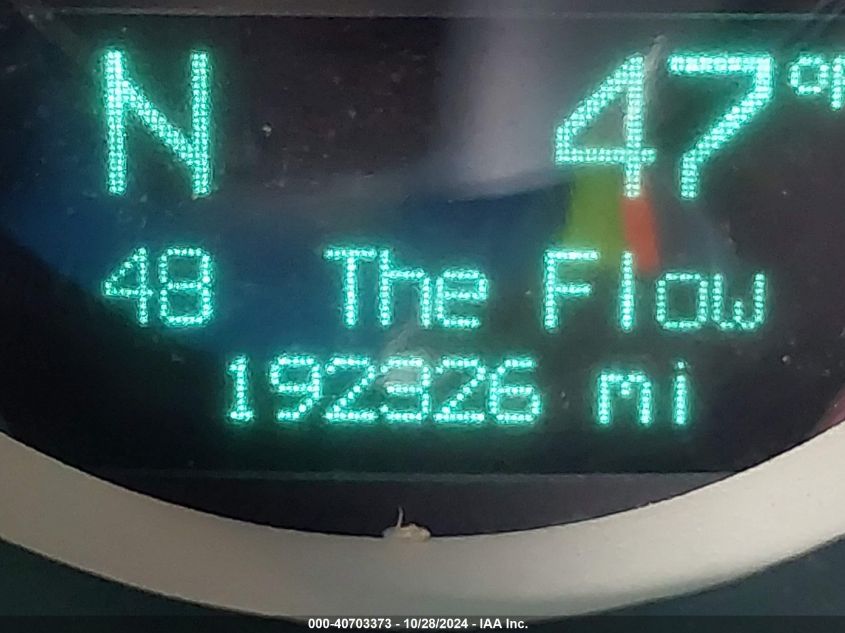 N 47°F
48 The Flow
192326 mi
000-40703373 - 10/28/2024 - IAA Inc.